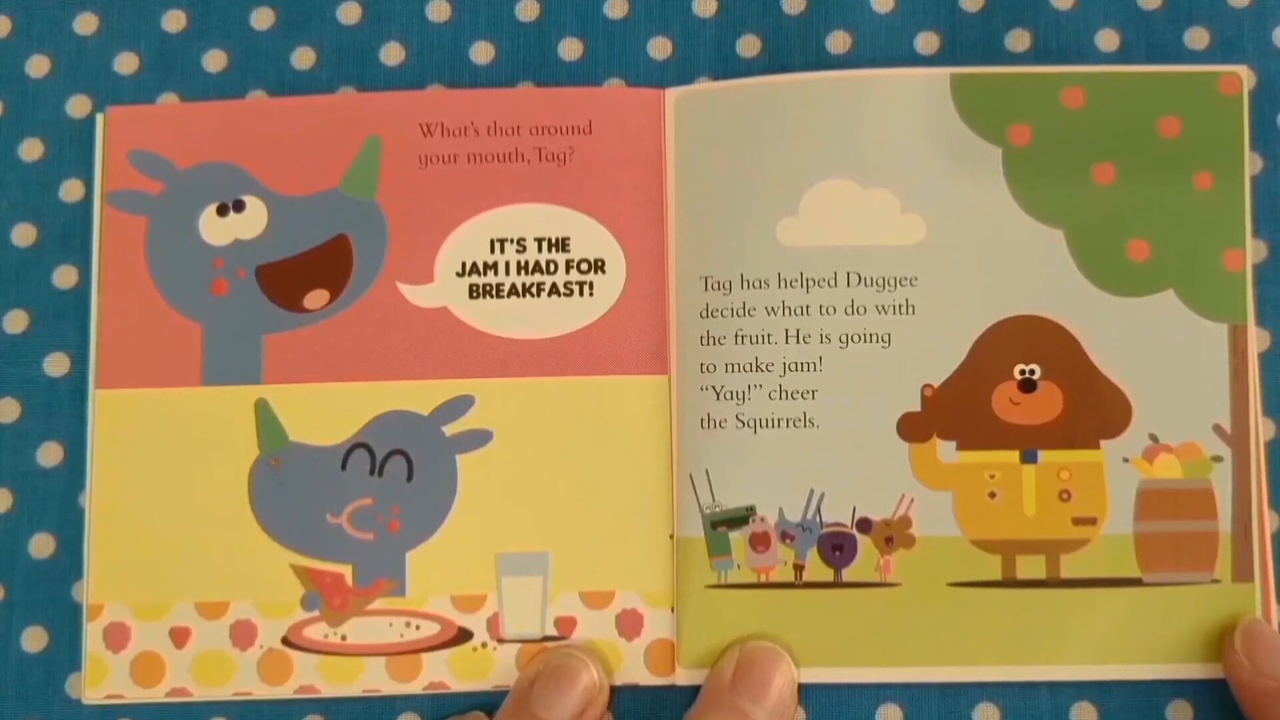 What's that around
your mouth, Tag?
IT'S THE
JAM I HAD FOR
BREAKFAST!
Tag has helped Duggee
decide what to do with
the fruit. He is going
to make jam!
“Yay!” cheer
the Squirrels.